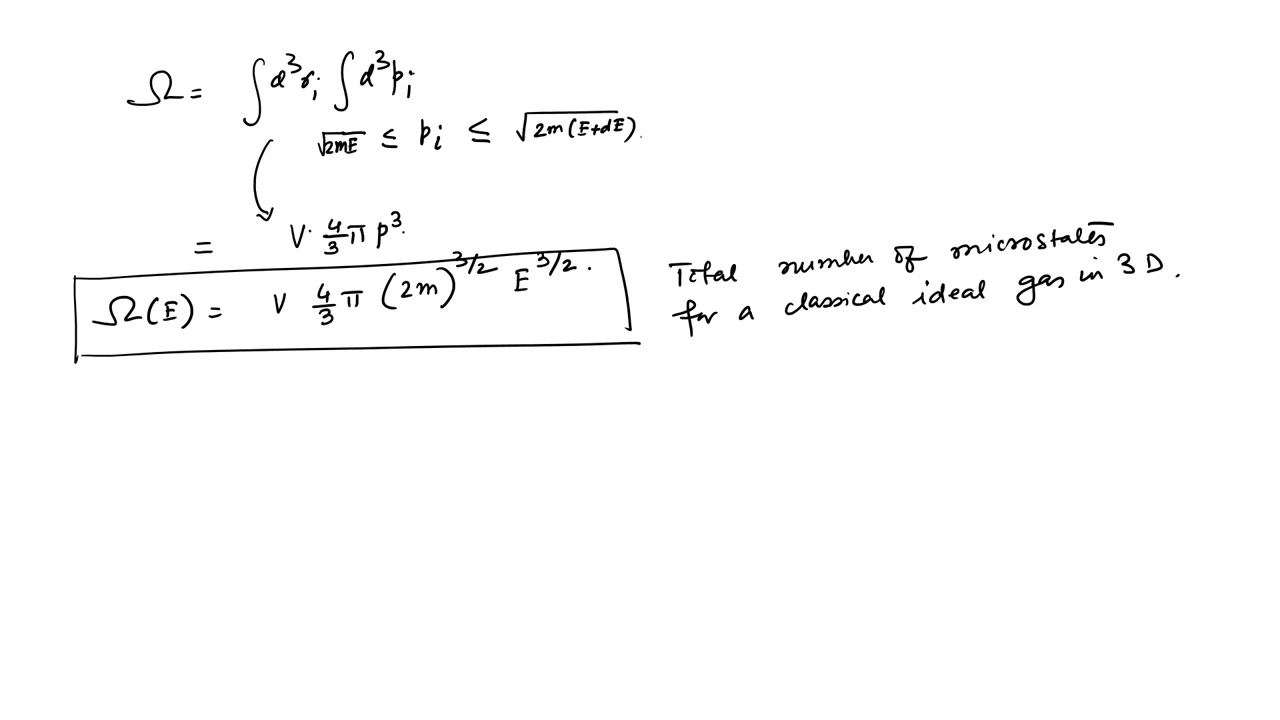 Ω = ∫d³r_i ∫d³p_i
√2mE ≤ p_i ≤ √2m(E+dE).
= V· 4/3 π p³.
Ω(E) = V 4/3 π (2m)^3/2 E^3/2.
Total number of microstates
for a classical ideal gas in 3D.